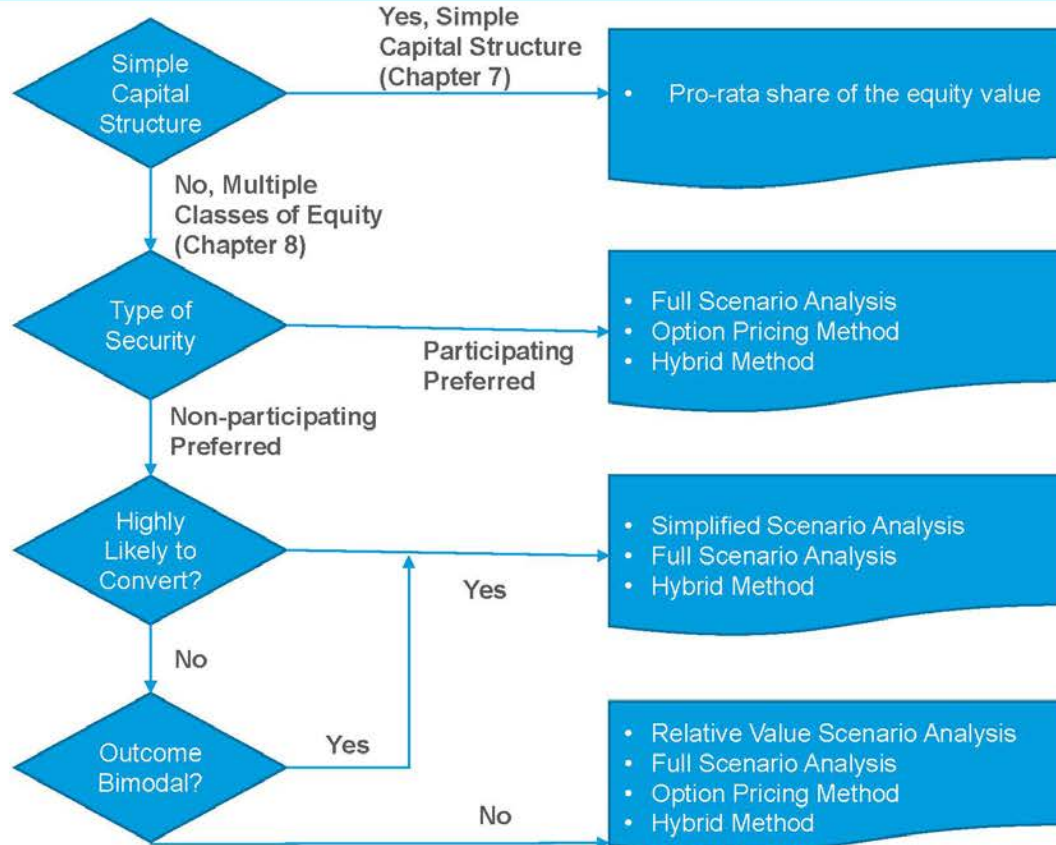 Simple
Capital
Structure
Yes, Simple
Capital Structure
(Chapter 7)
• Pro-rata share of the equity value
No, Multiple
Classes of Equity
(Chapter 8)
Type of
Security
Participating
Preferred
• Full Scenario Analysis
• Option Pricing Method
• Hybrid Method
Non-participating
Preferred
Highly
Likely to
Convert?
Yes
• Simplified Scenario Analysis
• Full Scenario Analysis
• Hybrid Method
No
Outcome
Bimodal?
Yes
No
• Relative Value Scenario Analysis
• Full Scenario Analysis
• Option Pricing Method
• Hybrid Method